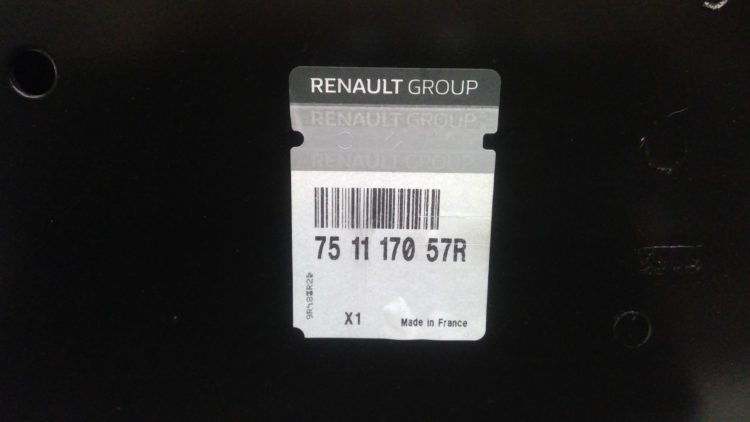 RENAULT GROUP
RENAULT GROUP
RENAULT GROUP
75 11 170 57R
X1
Made in France